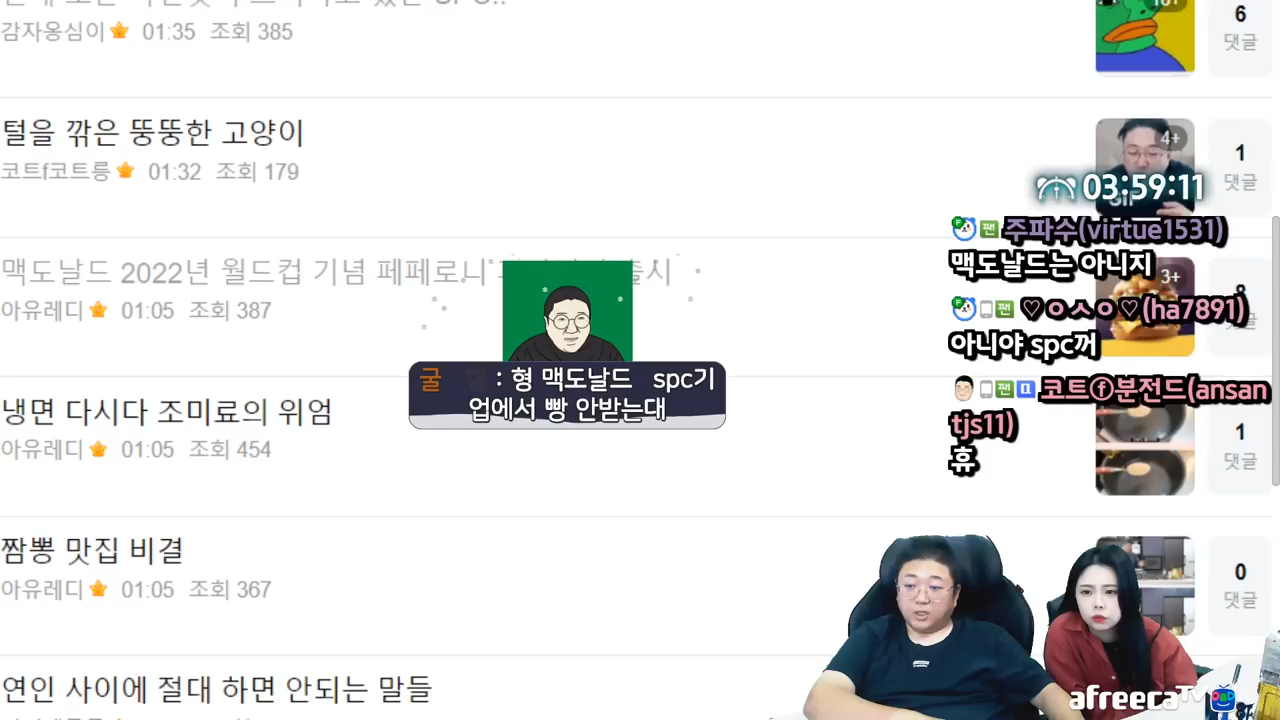 감자옹심이 01:35 조회 385
6
댓글
털을 깎은 뚱뚱한 고양이
코트f코트릉 01:32 조회 179
4+
1
댓글
03:59:11
맥도날드 2022년 월드컵 기념 페페로니
아유레디 01:05 조회 387
3+
주파수(virtue1531)
맥도날드는 아니지
♡ㅇㅅㅇ♡(ha7891)
아니야 spc꺼
코트ⓕ분전드(ansan
tjs11)
휴
굴 : 형 맥도날드 spc기
업에서 빵 안받는대
냉면 다시다 조미료의 위엄
아유레디 01:05 조회 454
1
댓글
짬뽕 맛집 비결
아유레디 01:05 조회 367
0
댓글
연인 사이에 절대 하면 안되는 말들
afreecaTV